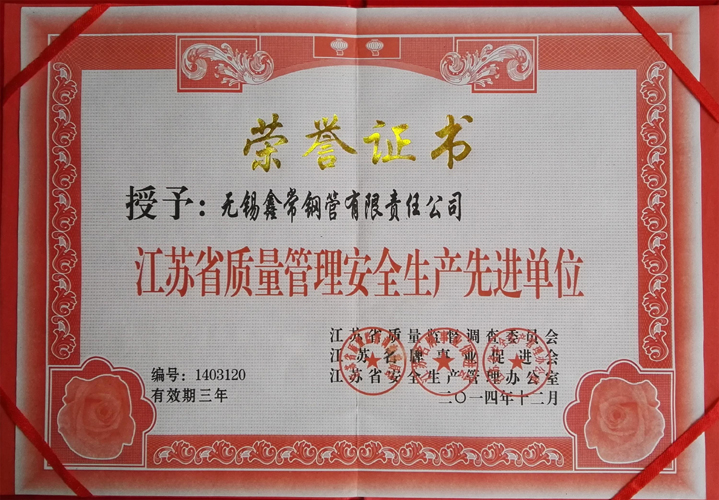 荣誉证书
授予：无锡鑫常钢管有限责任公司
江苏省质量管理安全生产先进单位
江苏省质量监督调查委员会
江苏省事业促进会
江苏省安全生产管理办公室
编号：1403120
有效期三年
二〇一四年十二月